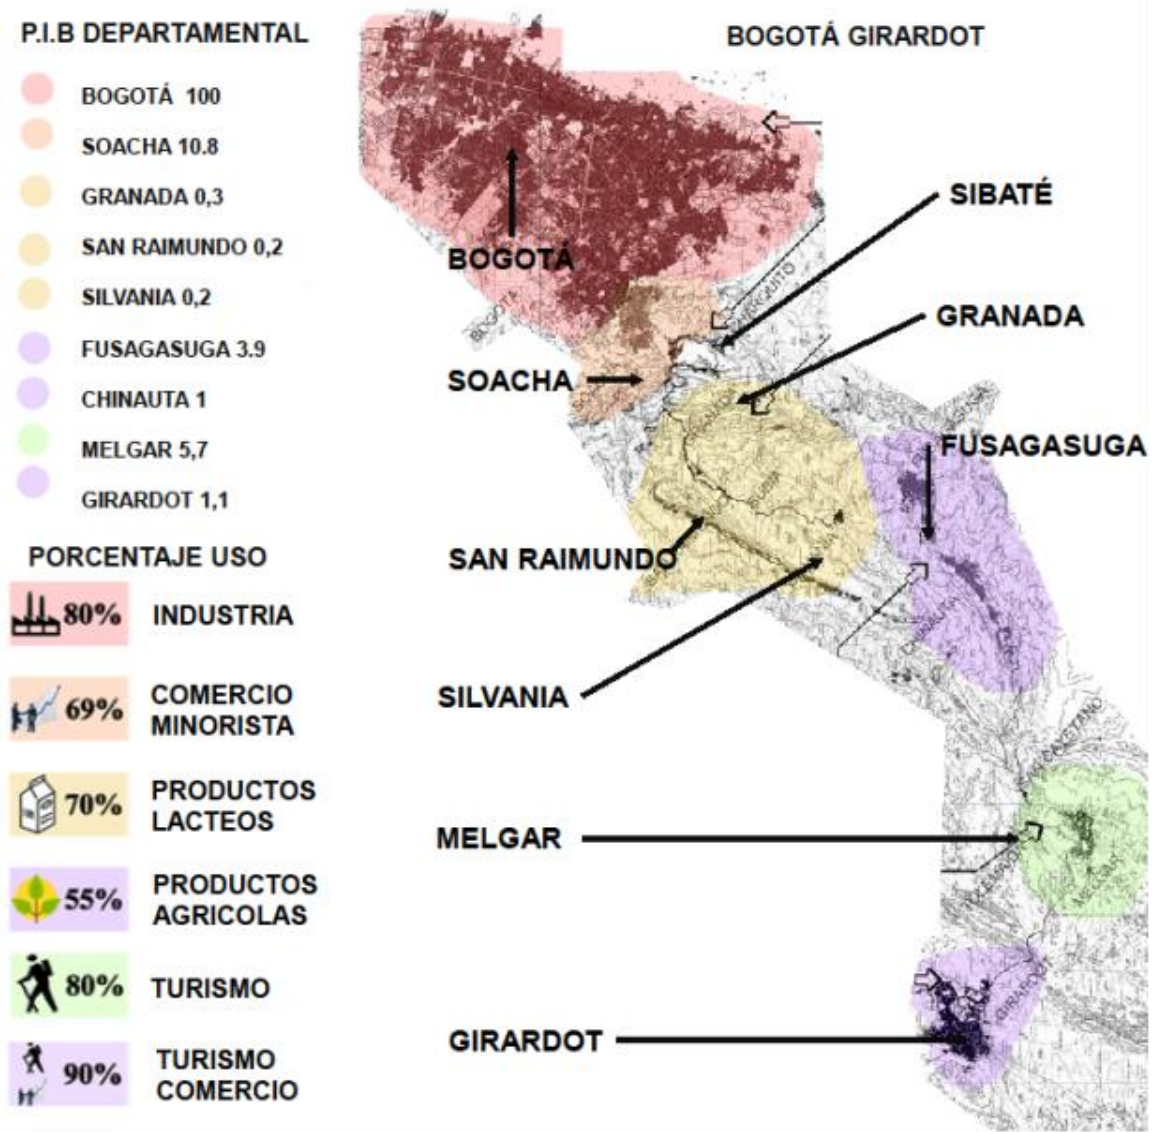 P.I.B DEPARTAMENTAL
BOGOTÁ 100
SOACHA 10.8
GRANADA 0,3
SAN RAIMUNDO 0,2
SILVANIA 0,2
FUSAGASUGA 3.9
CHINAUTA 1
MELGAR 5,7
GIRARDOT 1,1
PORCENTAJE USO
80%
INDUSTRIA
69%
COMERCIO
MINORISTA
70%
PRODUCTOS
LACTEOS
55%
PRODUCTOS
AGRICOLAS
80%
TURISMO
90%
TURISMO
COMERCIO
BOGOTÁ GIRARDOT
SIBATÉ
BOGOTÁ
BOGOTA
GRANADA
SOACHA
FUSAGASUGA
SAN RAIMUNDO
SILVANIA
CHINAUTA
MELGAR
GIRARDOT
GIRARDOT